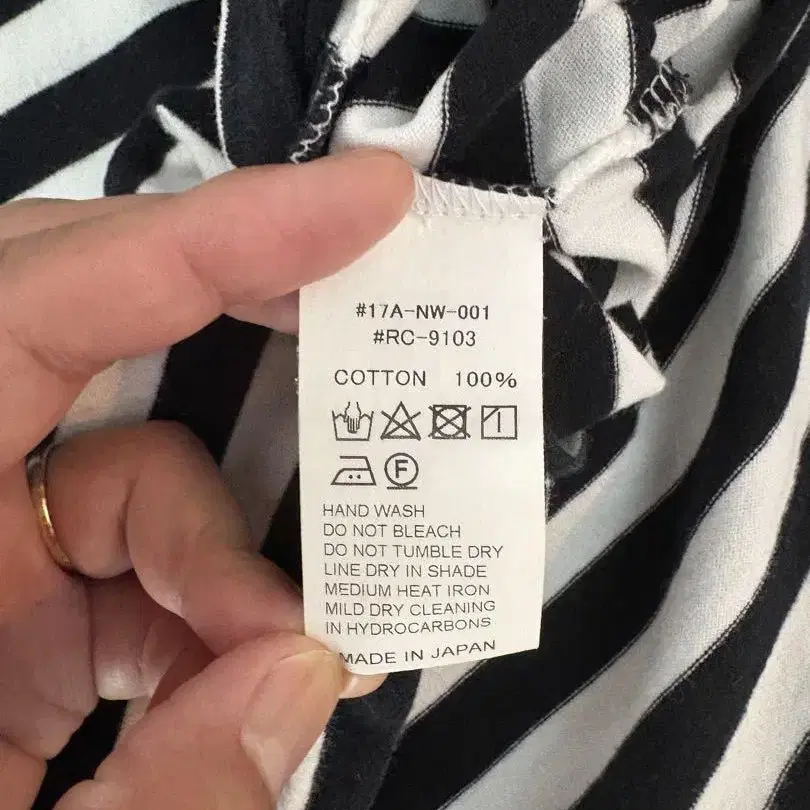 #17A-NW-001
#RC-9103
COTTON 100%
F
HAND WASH
DO NOT BLEACH
DO NOT TUMBLE DRY
LINE DRY IN SHADE
MEDIUM HEAT IRON
MILD DRY CLEANING
IN HYDROCARBONS
MADE IN JAPAN